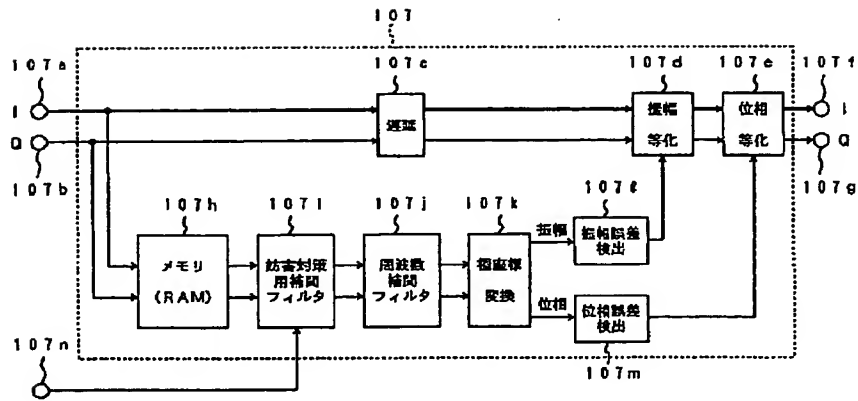 107
107a
107c
107d
107e
107f
I
遅延
振幅
等化
位相
等化
I
Q
Q
107b
107g
107h
107i
107j
107k
振幅
107ℓ
メモリ
(RAM)
妨害対策
用補間
フィルタ
周波数
補間
フィルタ
極座標
変換
振幅誤差
検出
位相
位相誤差
検出
107n
107m